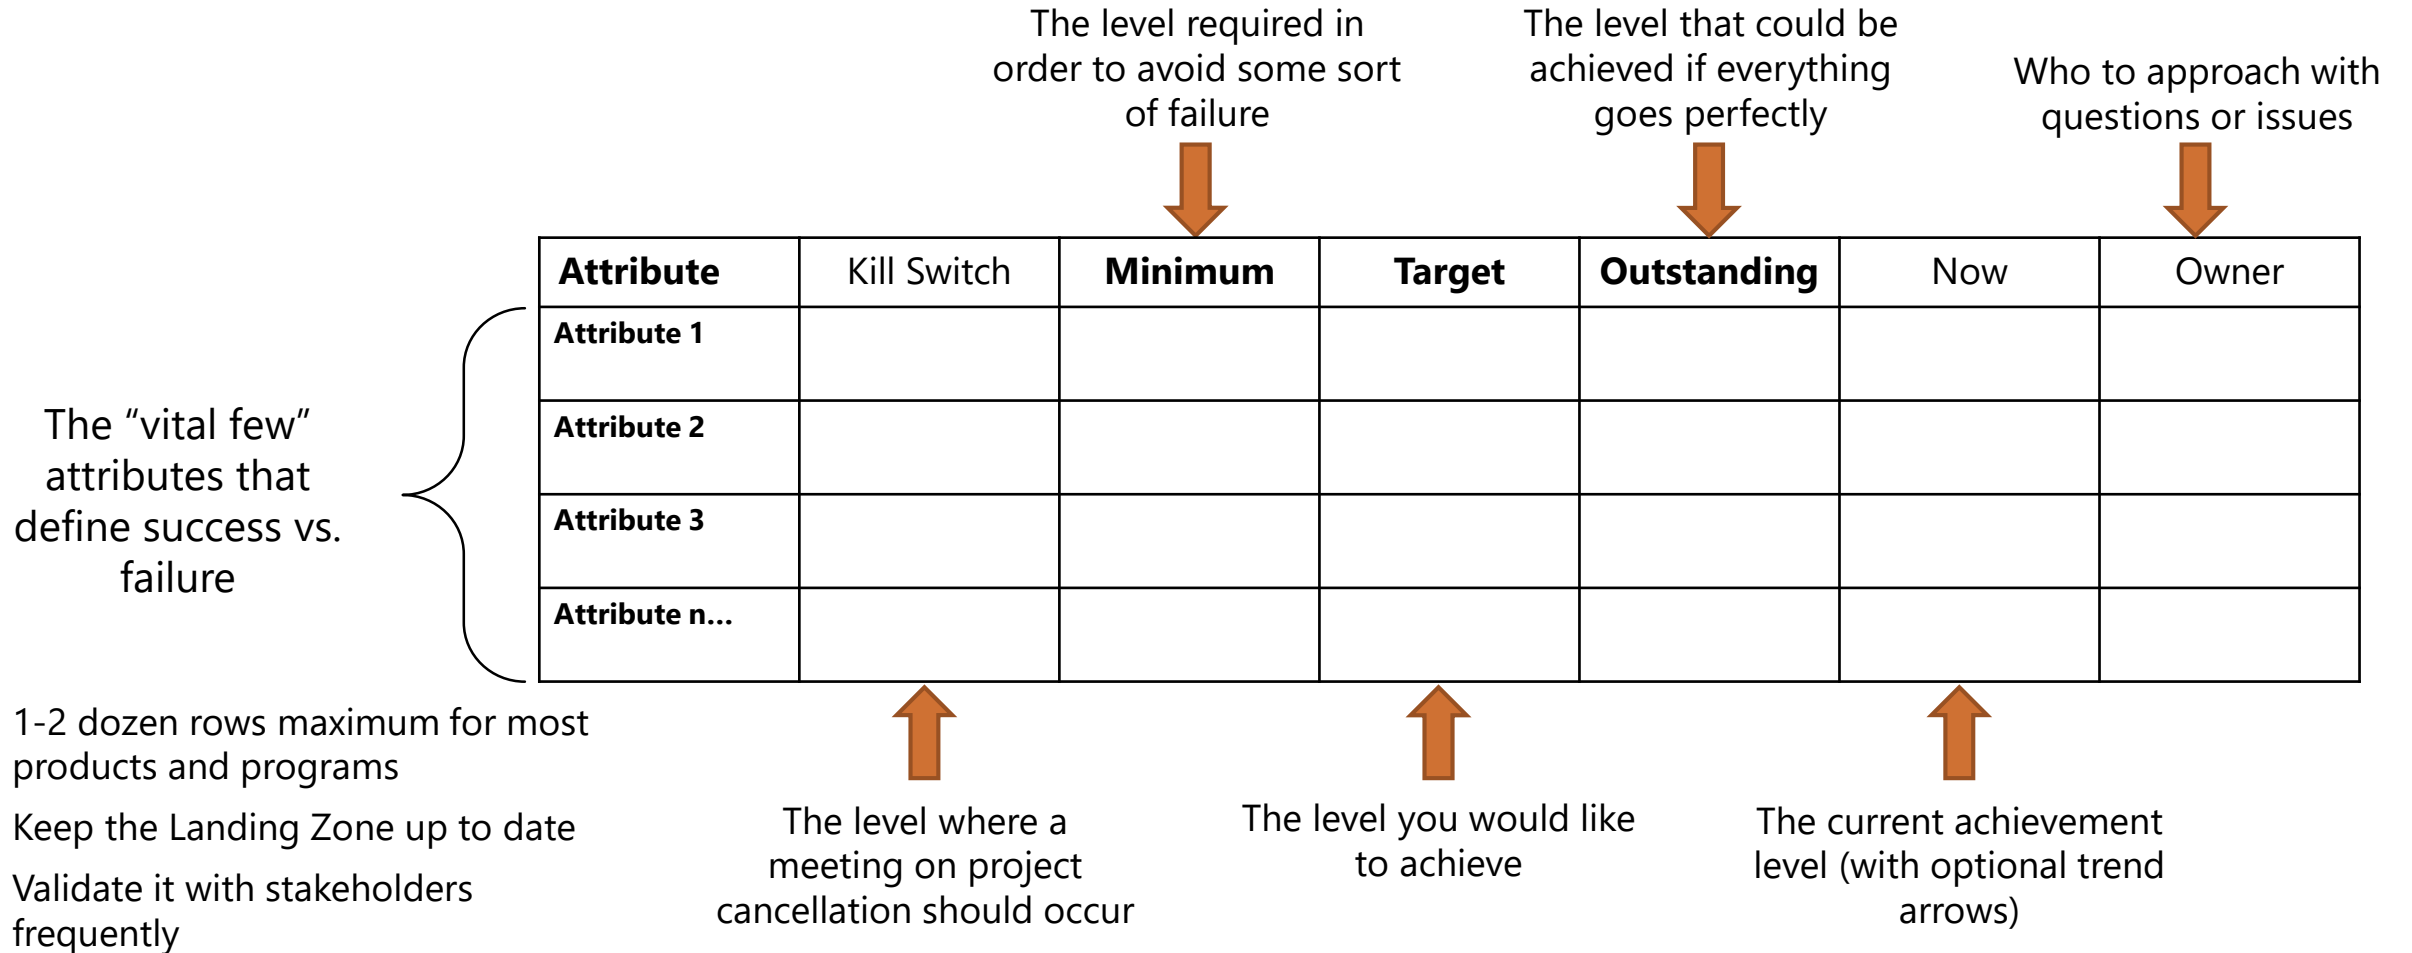 The level required in
order to avoid some sort
of failure
The level that could be
achieved if everything
goes perfectly
Who to approach with
questions or issues
Attribute Kill Switch Minimum Target Outstanding Now Owner
Attribute 1
Attribute 2
Attribute 3
Attribute n...
The “vital few”
attributes that
define success vs.
failure
1-2 dozen rows maximum for most
products and programs
Keep the Landing Zone up to date
Validate it with stakeholders
frequently
The level where a
meeting on project
cancellation should occur
The level you would like
to achieve
The current achievement
level (with optional trend
arrows)